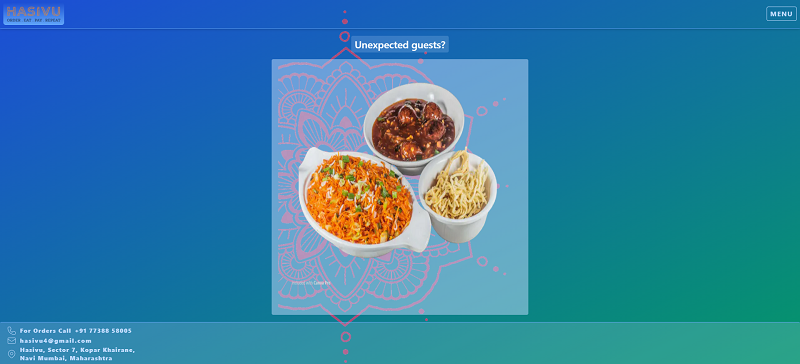 HASIVU
ORDER EAT PAY REPEAT
MENU
Unexpected guests?
For Orders Call +91 77388 58005
hasivu4@gmail.com
Hasivu, Sector 7, Kopar Khairane,
Navi Mumbai, Maharashtra